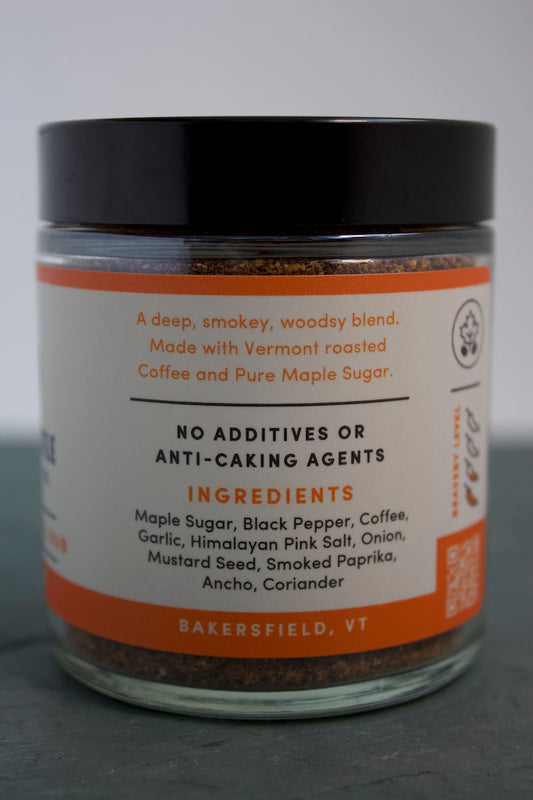 A deep, smokey, woodsy blend.
Made with Vermont roasted
Coffee and Pure Maple Sugar.
NO ADDITIVES OR
ANTI-CAKING AGENTS
INGREDIENTS
Maple Sugar, Black Pepper, Coffee,
Garlic, Himalayan Pink Salt, Onion,
Mustard Seed, Smoked Paprika,
Ancho, Coriander
BAKERSFIELD, VT
BRAVERY LEVEL